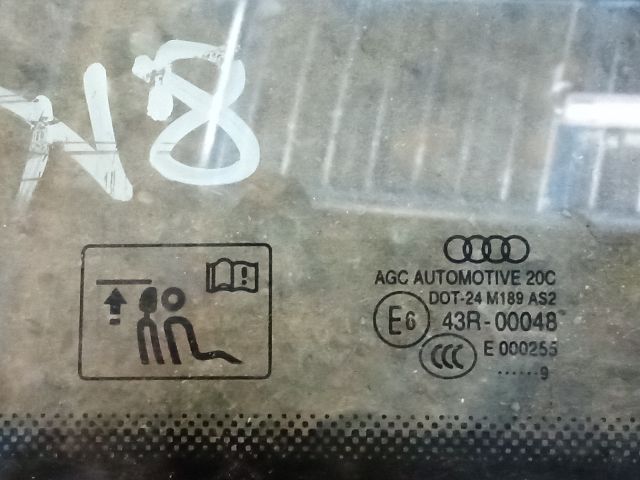 N8
AGC AUTOMOTIVE 20C
DOT-24 M189 AS2
E6 43R-00048
CCC E 000255
......9